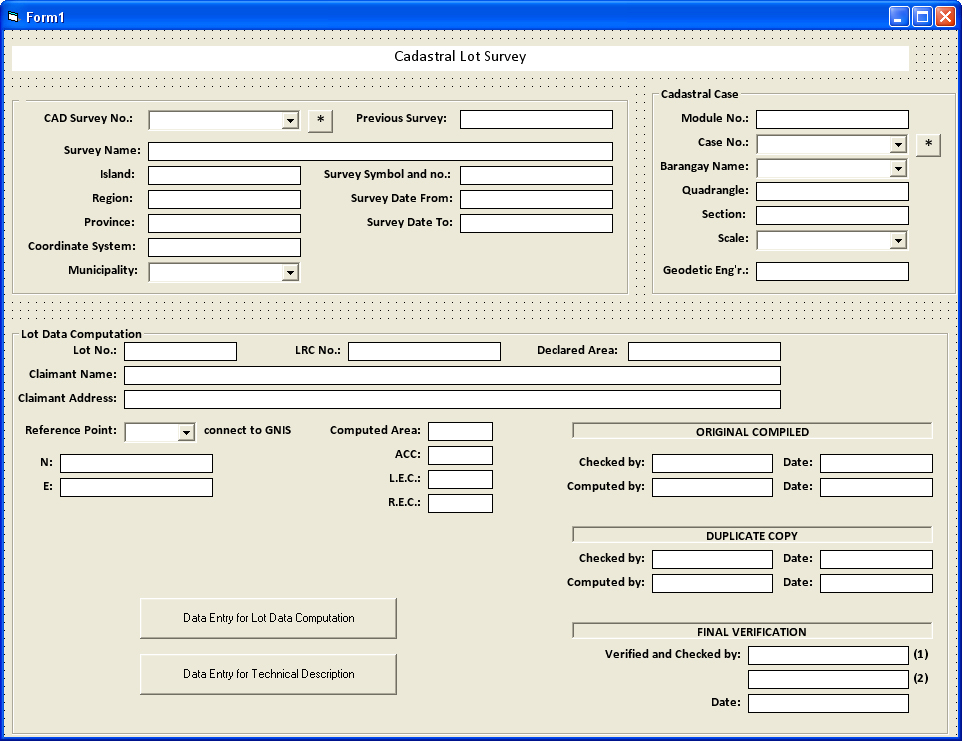 Form1
Cadastral Lot Survey
CAD Survey No.: * Previous Survey:
Survey Name:
Island: Survey Symbol and no.:
Region: Survey Date From:
Province: Survey Date To:
Coordinate System:
Municipality:
Cadastral Case
Module No.:
Case No.: *
Barangay Name:
Quadrangle:
Section:
Scale:
Geodetic Eng'r.:
Lot Data Computation
Lot No.: LRC No.: Declared Area:
Claimant Name:
Claimant Address:
Reference Point: connect to GNIS
N:
E:
Computed Area:
ACC:
L.E.C.:
R.E.C.:
ORIGINAL COMPILED
Checked by: Date:
Computed by: Date:
DUPLICATE COPY
Checked by: Date:
Computed by: Date:
Data Entry for Lot Data Computation
Data Entry for Technical Description
FINAL VERIFICATION
Verified and Checked by: (1)
(2)
Date: